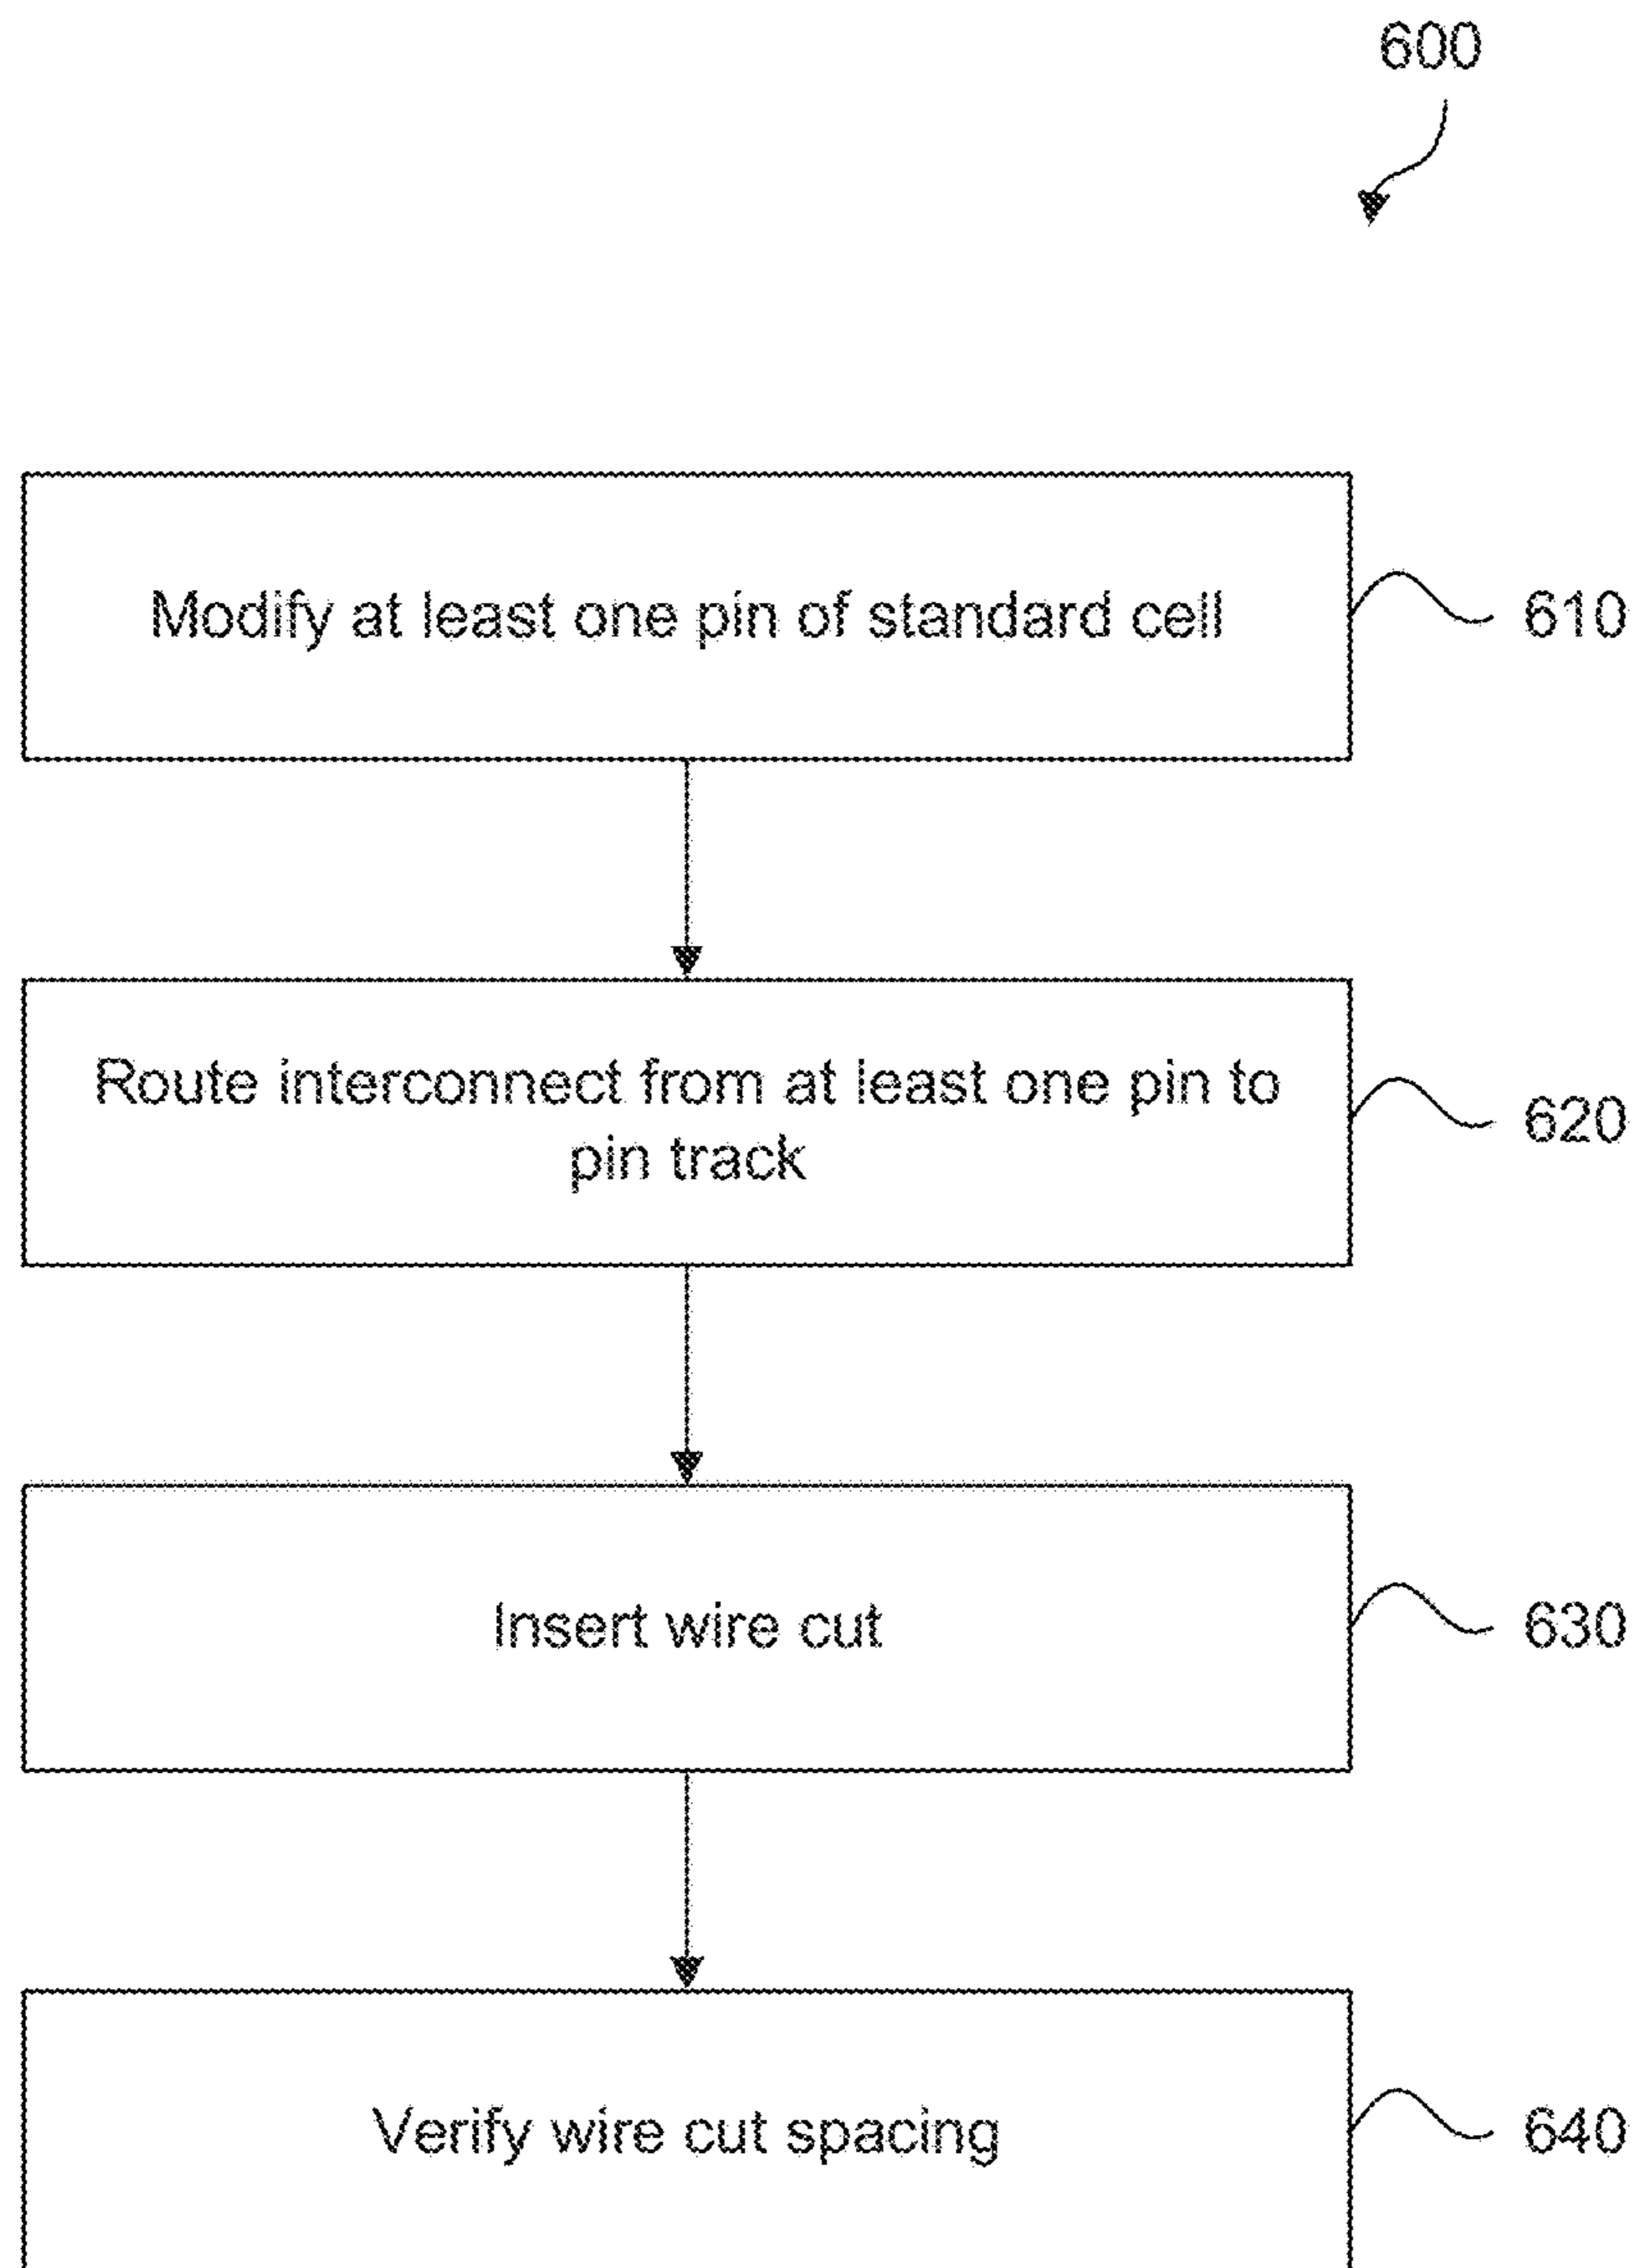 600
Modify at least one pin of standard cell
610
Route interconnect from at least one pin to
pin track
620
Insert wire cut
630
Verify wire cut spacing
640